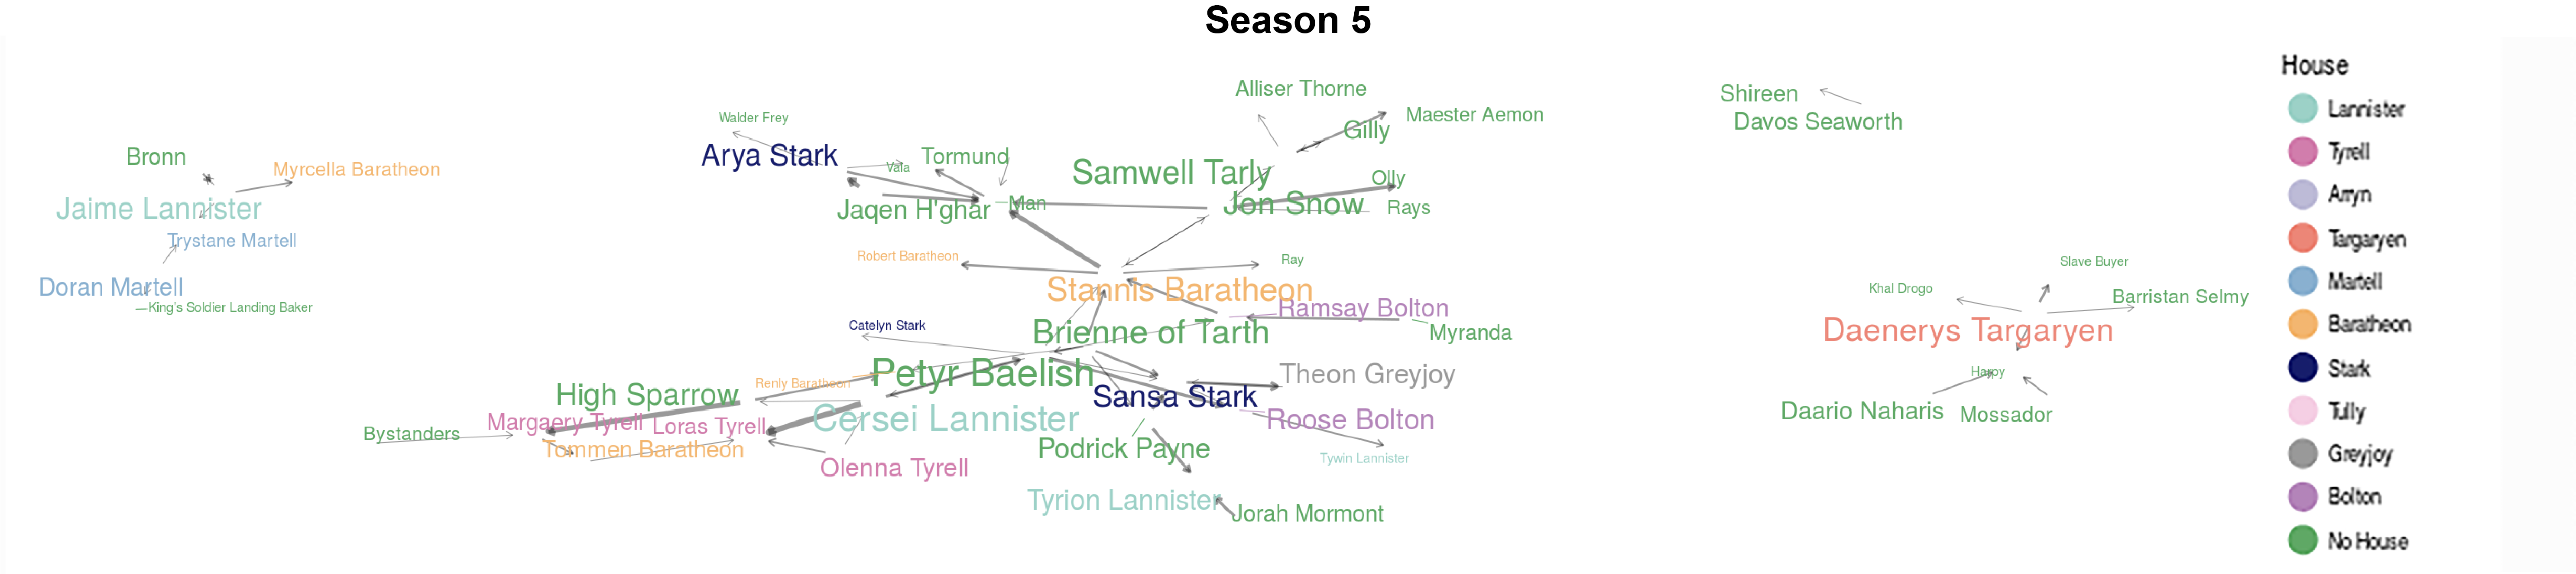 Season 5
House
Lannister
Tyrell
Arryn
Targaryen
Martell
Baratheon
Stark
Tully
Greyjoy
Bolton
No House
Bronn
Myrcella Baratheon
Jaime Lannister
Trystane Martell
Doran Martell
King's Soldier Landing Baker
Walder Frey
Arya Stark
Vala
Tormund
Jaqen H'ghar
Man
Alliser Thorne
Maester Aemon
Gilly
Samwell Tarly
Olly
Jon Snow
Rays
Robert Baratheon
Ray
Stannis Baratheon
Ramsay Bolton
Catelyn Stark
Brienne of Tarth
Myranda
Petyr Baelish
Theon Greyjoy
Renly Baratheon
High Sparrow
Sansa Stark
Margaery Tyrell
Loras Tyrell
Cersei Lannister
Roose Bolton
Bystanders
Tommen Baratheon
Podrick Payne
Tywin Lannister
Olenna Tyrell
Tyrion Lannister
Jorah Mormont
Shireen
Davos Seaworth
Slave Buyer
Khal Drogo
Barristan Selmy
Daenerys Targaryen
Harpy
Daario Naharis
Mossador